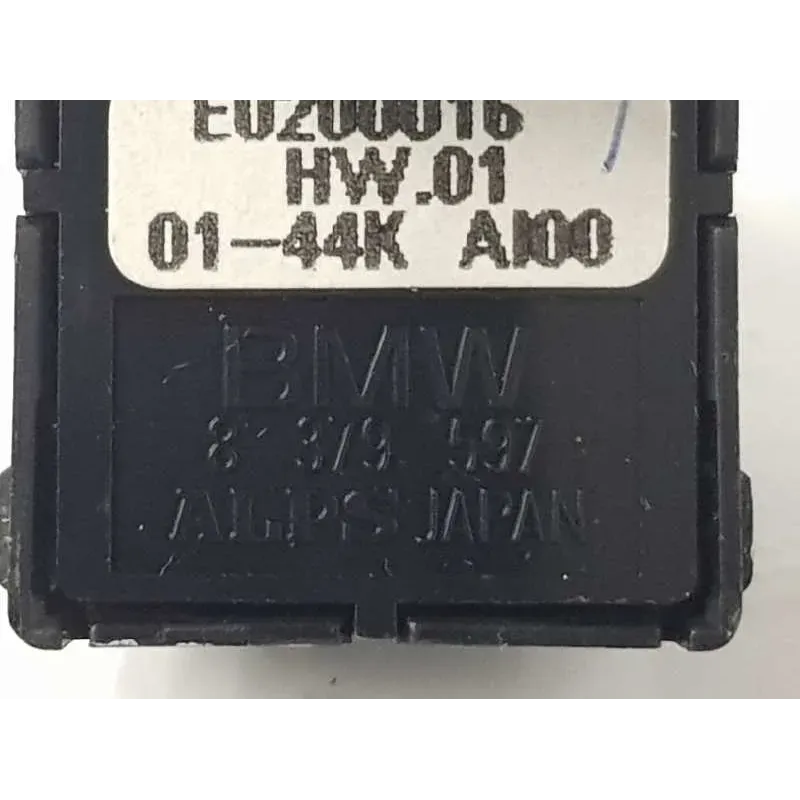 E0200016
HW.01
01-44K AI00
BMW
8 379 597
ALPS JAPAN